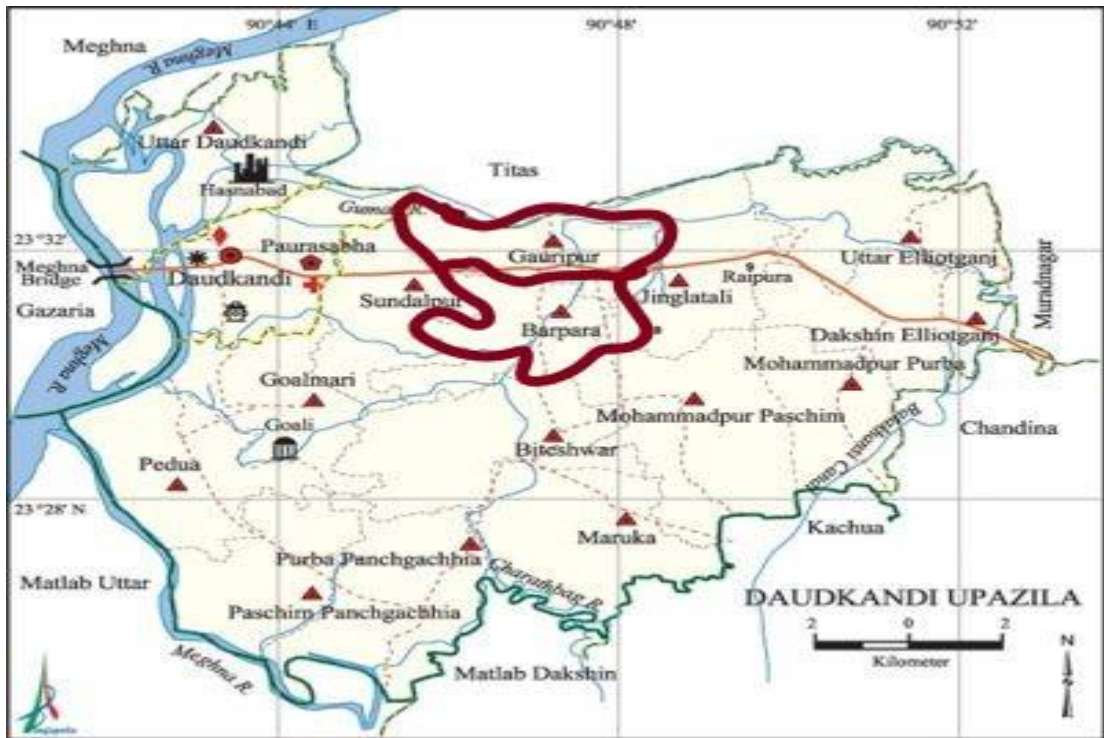 90°44' E
90°48'
90°52'
Meghna
Meghna R.
Uttar Daudkandi
Hasnabad
Titas
Gumati R.
23°32'
Paurasabha
Gauripur
Uttar Elliotganj
Meghna
Bridge
Daudkandi
Sundalpur
Jinglatali
Raipura
Muradnagar
Gazaria
Barpara
Dakshin Elliotganj
Meghna R.
Goalmari
Mohammadpur Purba
Mohammadpur Paschim
Chandina
Goali
Biteshwar
Pedua
23°28' N
Kachua
Maruka
Purba Panchgachhia
Matlab Uttar
Paschim Panchgachhia
DAUDKANDI UPAZILA
2 0 2
Kilometer
N
Meghna R.
Matlab Dakshin